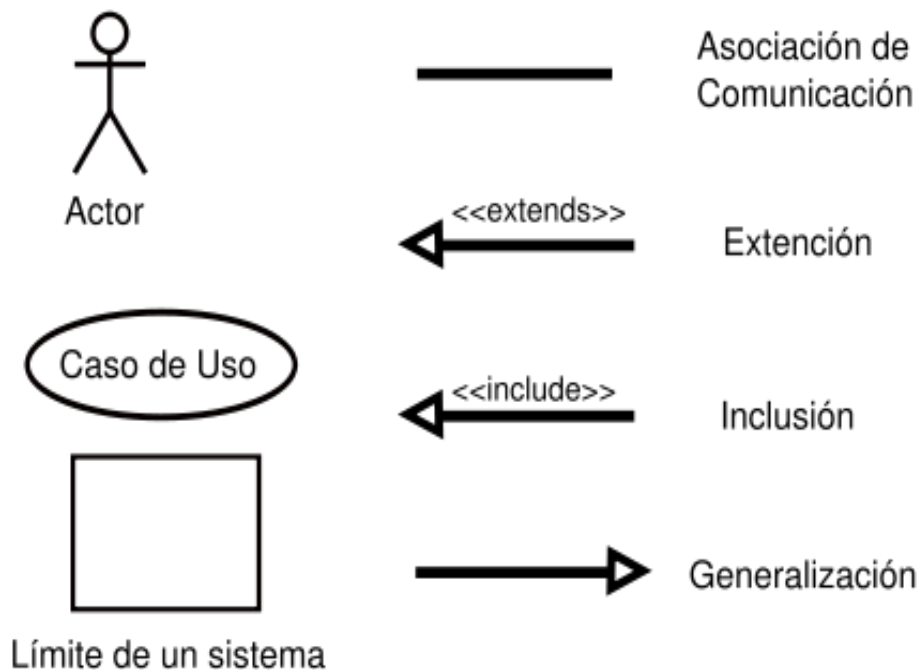 Asociación de
Comunicación
Actor
<<extends>>
Extención
Caso de Uso
<<include>>
Inclusión
Generalización
Límite de un sistema